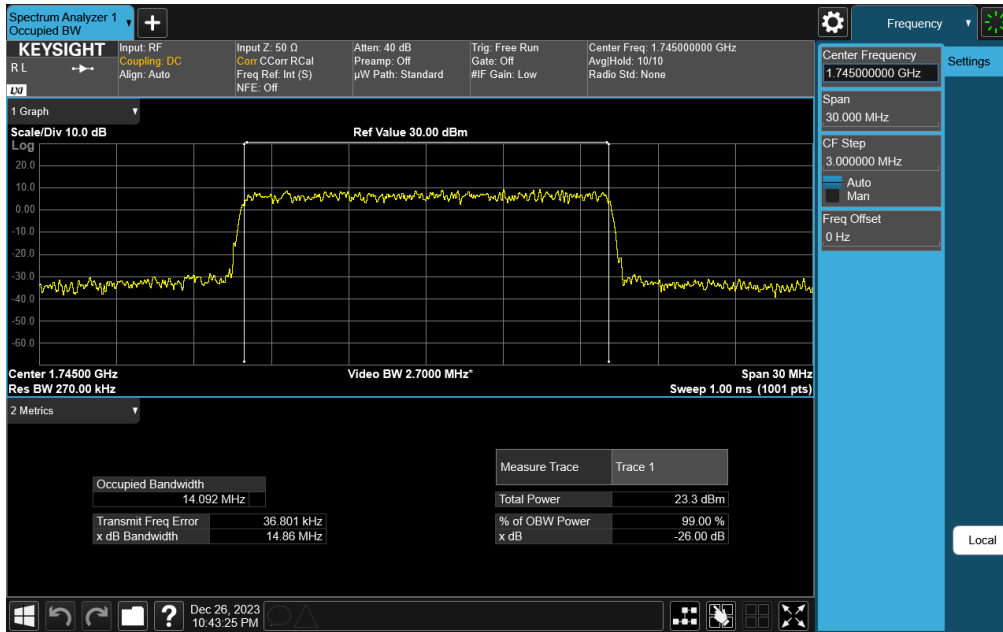 Spectrum Analyzer 1
Occupied BW
Frequency
KEYSIGHT
R L
LXI
Input: RF
Coupling: DC
Align: Auto
Input Z: 50 Ω
Corr CCorr RCal
Freq Ref: Int (S)
NFE: Off
Atten: 40 dB
Preamp: Off
µW Path: Standard
Trig: Free Run
Gate: Off
#IF Gain: Low
Center Freq: 1.745000000 GHz
Avg|Hold: 10/10
Radio Std: None
Center Frequency
1.745000000 GHz
Settings
Span
30.000 MHz
CF Step
3.000000 MHz
Auto
Man
Freq Offset
0 Hz
Local
1 Graph
Scale/Div 10.0 dB
Ref Value 30.00 dBm
Log
20.0
10.0
0.00
-10.0
-20.0
-30.0
-40.0
-50.0
-60.0
Center 1.74500 GHz
Video BW 2.7000 MHz*
Span 30 MHz
Res BW 270.00 kHz
Sweep 1.00 ms (1001 pts)
2 Metrics
Measure Trace Trace 1
Occupied Bandwidth
14.092 MHz
Total Power 23.3 dBm
Transmit Freq Error 36.801 kHz
% of OBW Power 99.00 %
x dB Bandwidth 14.86 MHz
x dB -26.00 dB
?
Dec 26, 2023
10:43:25 PM